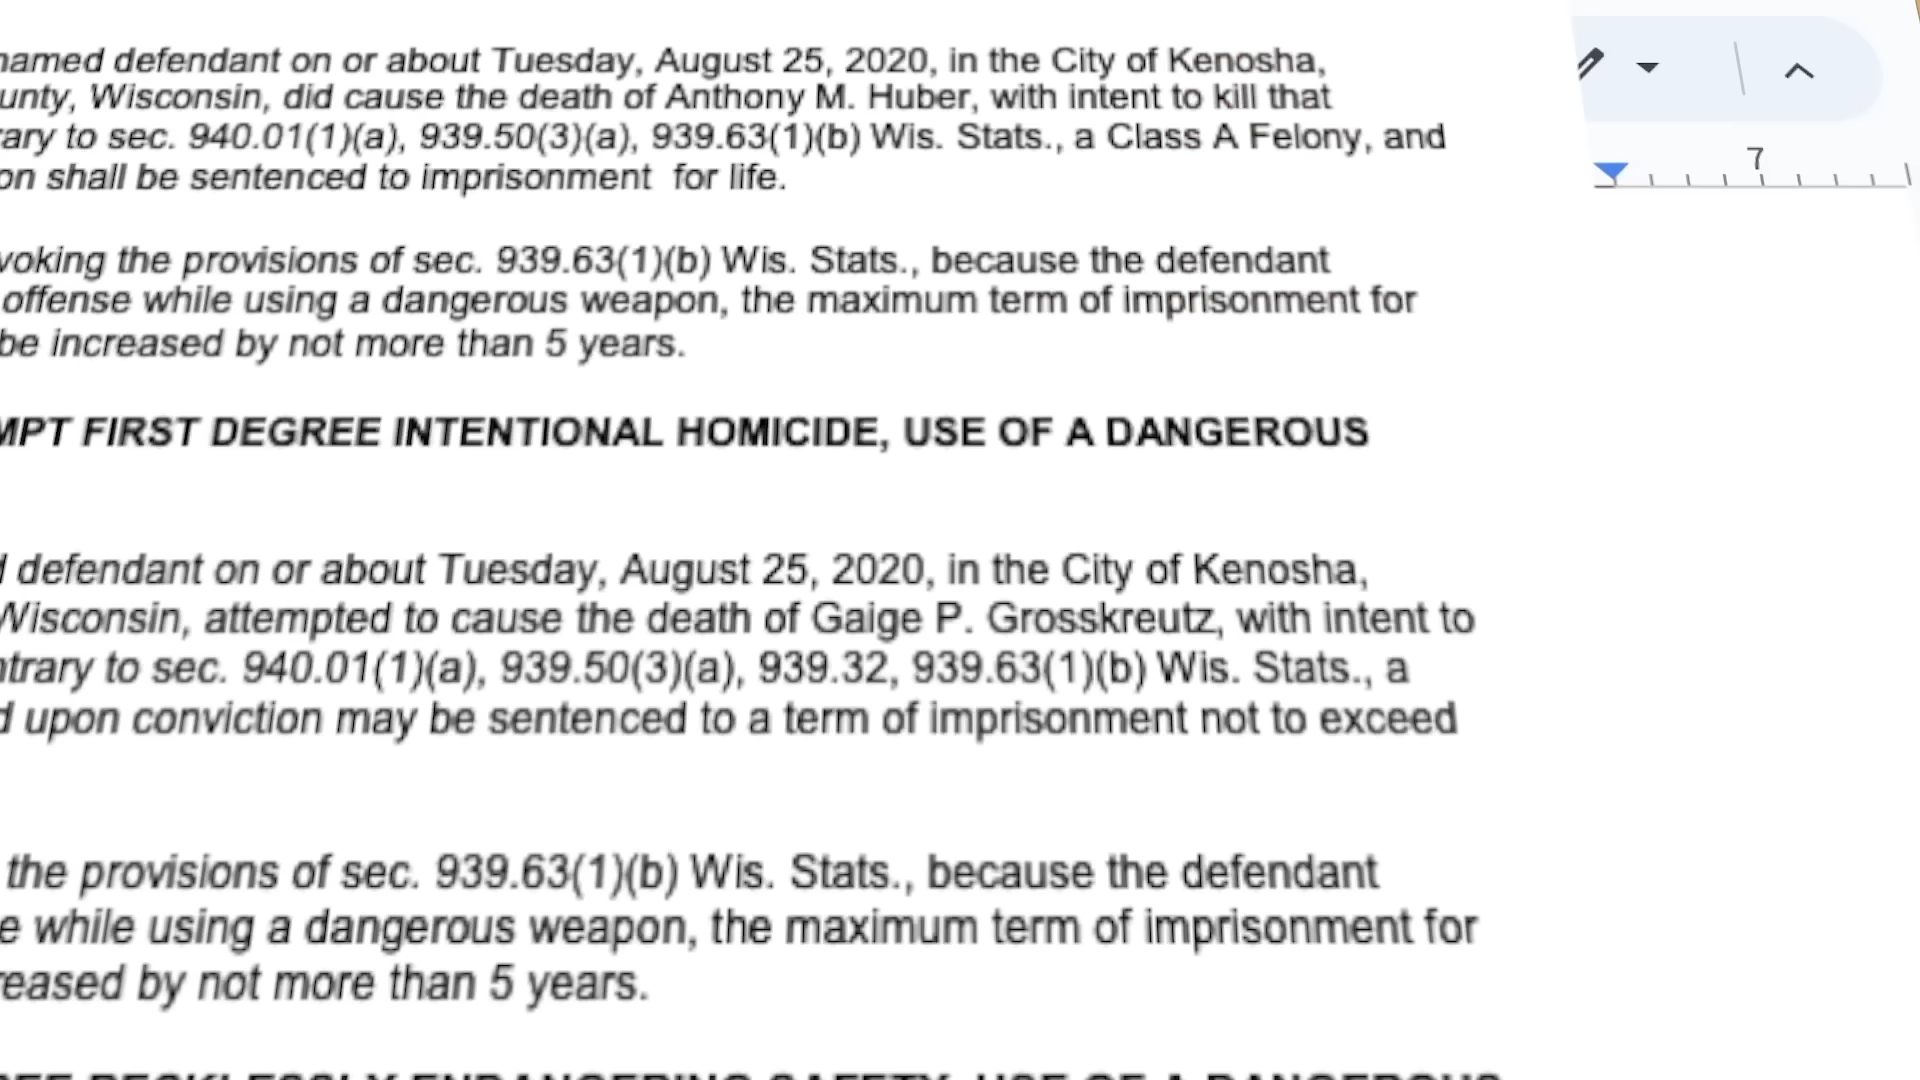 named defendant on or about Tuesday, August 25, 2020, in the City of Kenosha,
unty, Wisconsin, did cause the death of Anthony M. Huber, with intent to kill that
rary to sec. 940.01(1)(a), 939.50(3)(a), 939.63(1)(b) Wis. Stats., a Class A Felony, and
on shall be sentenced to imprisonment for life.
voking the provisions of sec. 939.63(1)(b) Wis. Stats., because the defendant
offense while using a dangerous weapon, the maximum term of imprisonment for
be increased by not more than 5 years.
MPT FIRST DEGREE INTENTIONAL HOMICIDE, USE OF A DANGEROUS
d defendant on or about Tuesday, August 25, 2020, in the City of Kenosha,
Wisconsin, attempted to cause the death of Gaige P. Grosskreutz, with intent to
ntrary to sec. 940.01(1)(a), 939.50(3)(a), 939.32, 939.63(1)(b) Wis. Stats., a
d upon conviction may be sentenced to a term of imprisonment not to exceed
the provisions of sec. 939.63(1)(b) Wis. Stats., because the defendant
e while using a dangerous weapon, the maximum term of imprisonment for
reased by not more than 5 years.
REE RECKLESSLY ENDANGERING SAFETY, USE OF A DANGEROUS
7